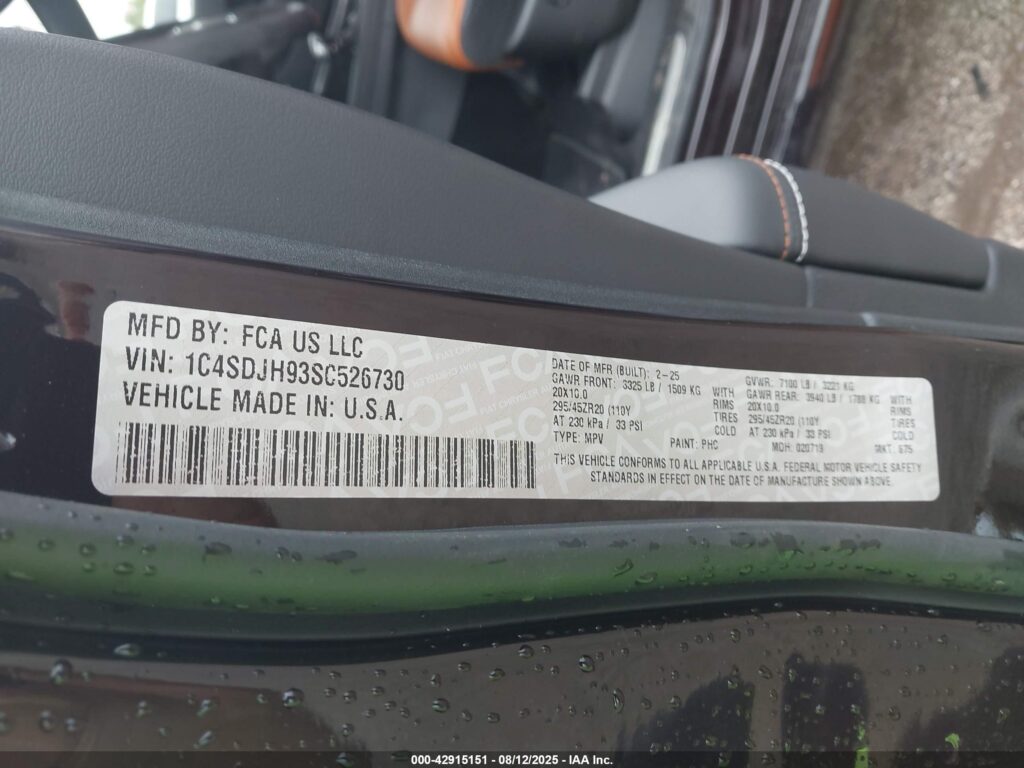 MFD BY: FCA US LLC
VIN: 1C4SDJH93SC526730
VEHICLE MADE IN: U.S.A.
DATE OF MFR (BUILT): 2-25
GAWR FRONT: 3325 LB / 1509 KG WITH
20X10.0 RIMS
295/45ZR20 (110Y TIRES
AT 230 kPa / 33 PSI COLD
TYPE: MPV PAINT: PHC
GVWR: 7100 LB / 3221 KG
GAWR REAR: 3940 LB / 1788 KG WITH
20X10.0 RIMS
295/45ZR20 (110Y TIRES
AT 230 kPa / 33 PSI COLD
MDH: 020719 MKT: 675
THIS VEHICLE CONFORMS TO ALL APPLICABLE U.S.A. FEDERAL MOTOR VEHICLE SAFETY
STANDARDS IN EFFECT ON THE DATE OF MANUFACTURE SHOWN ABOVE.
000-42915151 - 08/12/2025 - IAA Inc.